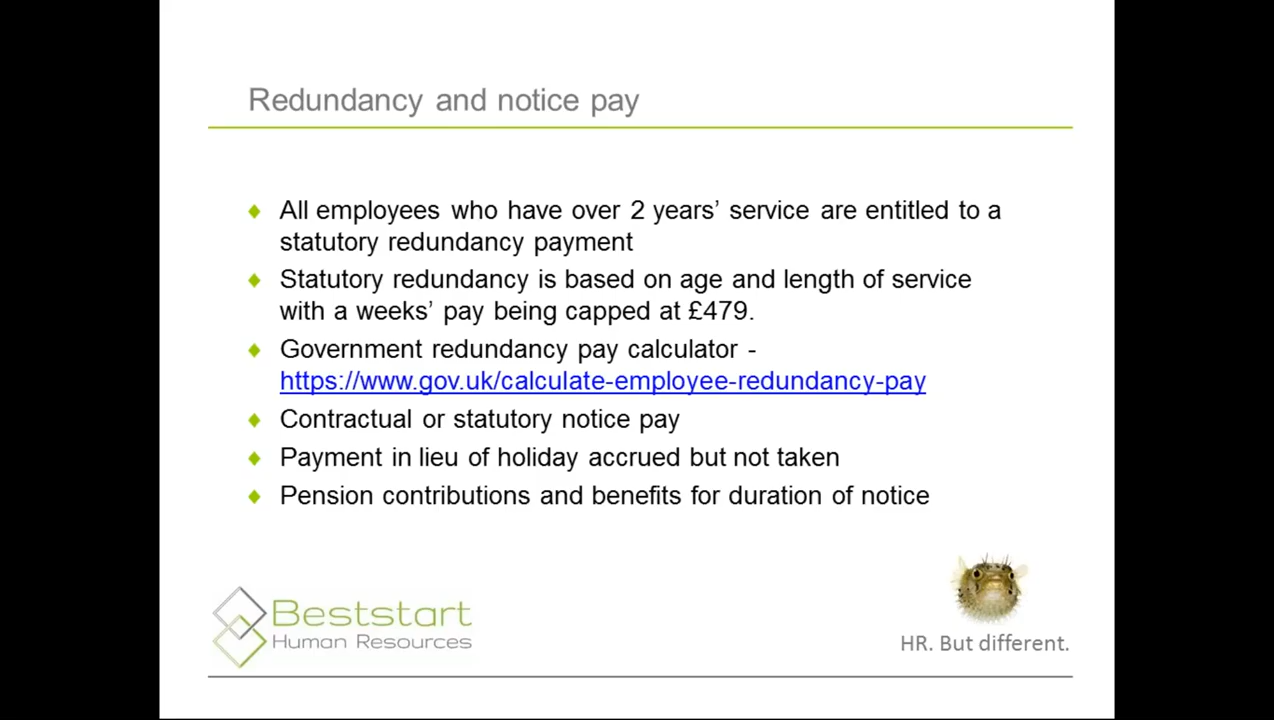 Redundancy and notice pay
All employees who have over 2 years’ service are entitled to a
statutory redundancy payment
Statutory redundancy is based on age and length of service
with a weeks’ pay being capped at £479.
Government redundancy pay calculator -
https://www.gov.uk/calculate-employee-redundancy-pay
Contractual or statutory notice pay
Payment in lieu of holiday accrued but not taken
Pension contributions and benefits for duration of notice
Beststart
Human Resources
HR. But different.